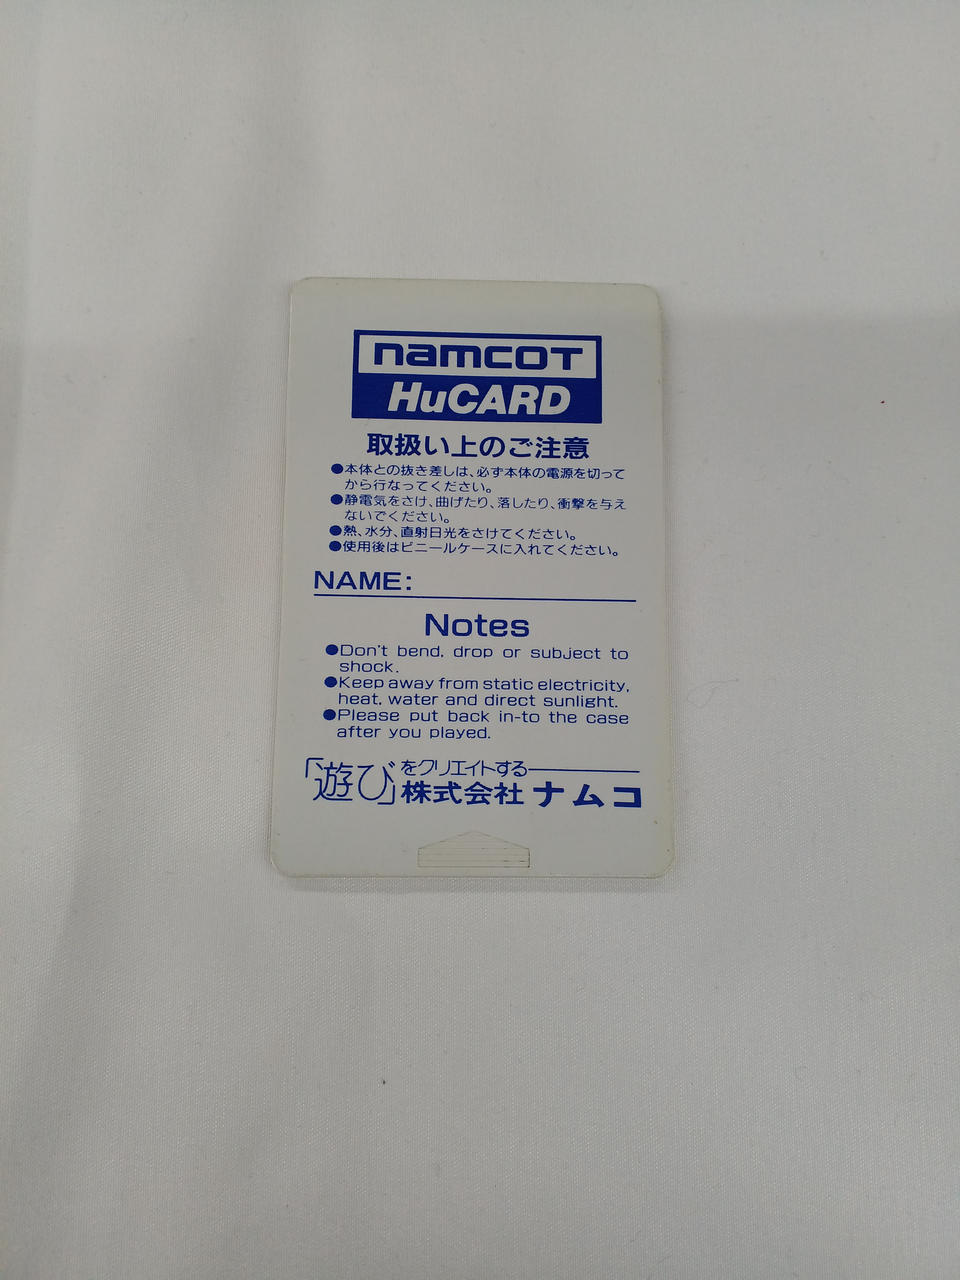 namcot
HuCARD
取扱い上のご注意
●本体との抜き差しは、必ず本体の電源を切って
から行なってください。
●静電気をさけ、曲げたり、落したり、衝撃を与え
ないでください。
●熱、水分、直射日光をさけてください。
●使用後はビニールケースに入れてください。
NAME:
Notes
●Don't bend, drop or subject to
shock.
●Keep away from static electricity,
heat, water and direct sunlight.
●Please put back in-to the case
after you played.
「遊び」をクリエイトする
株式会社ナムコ